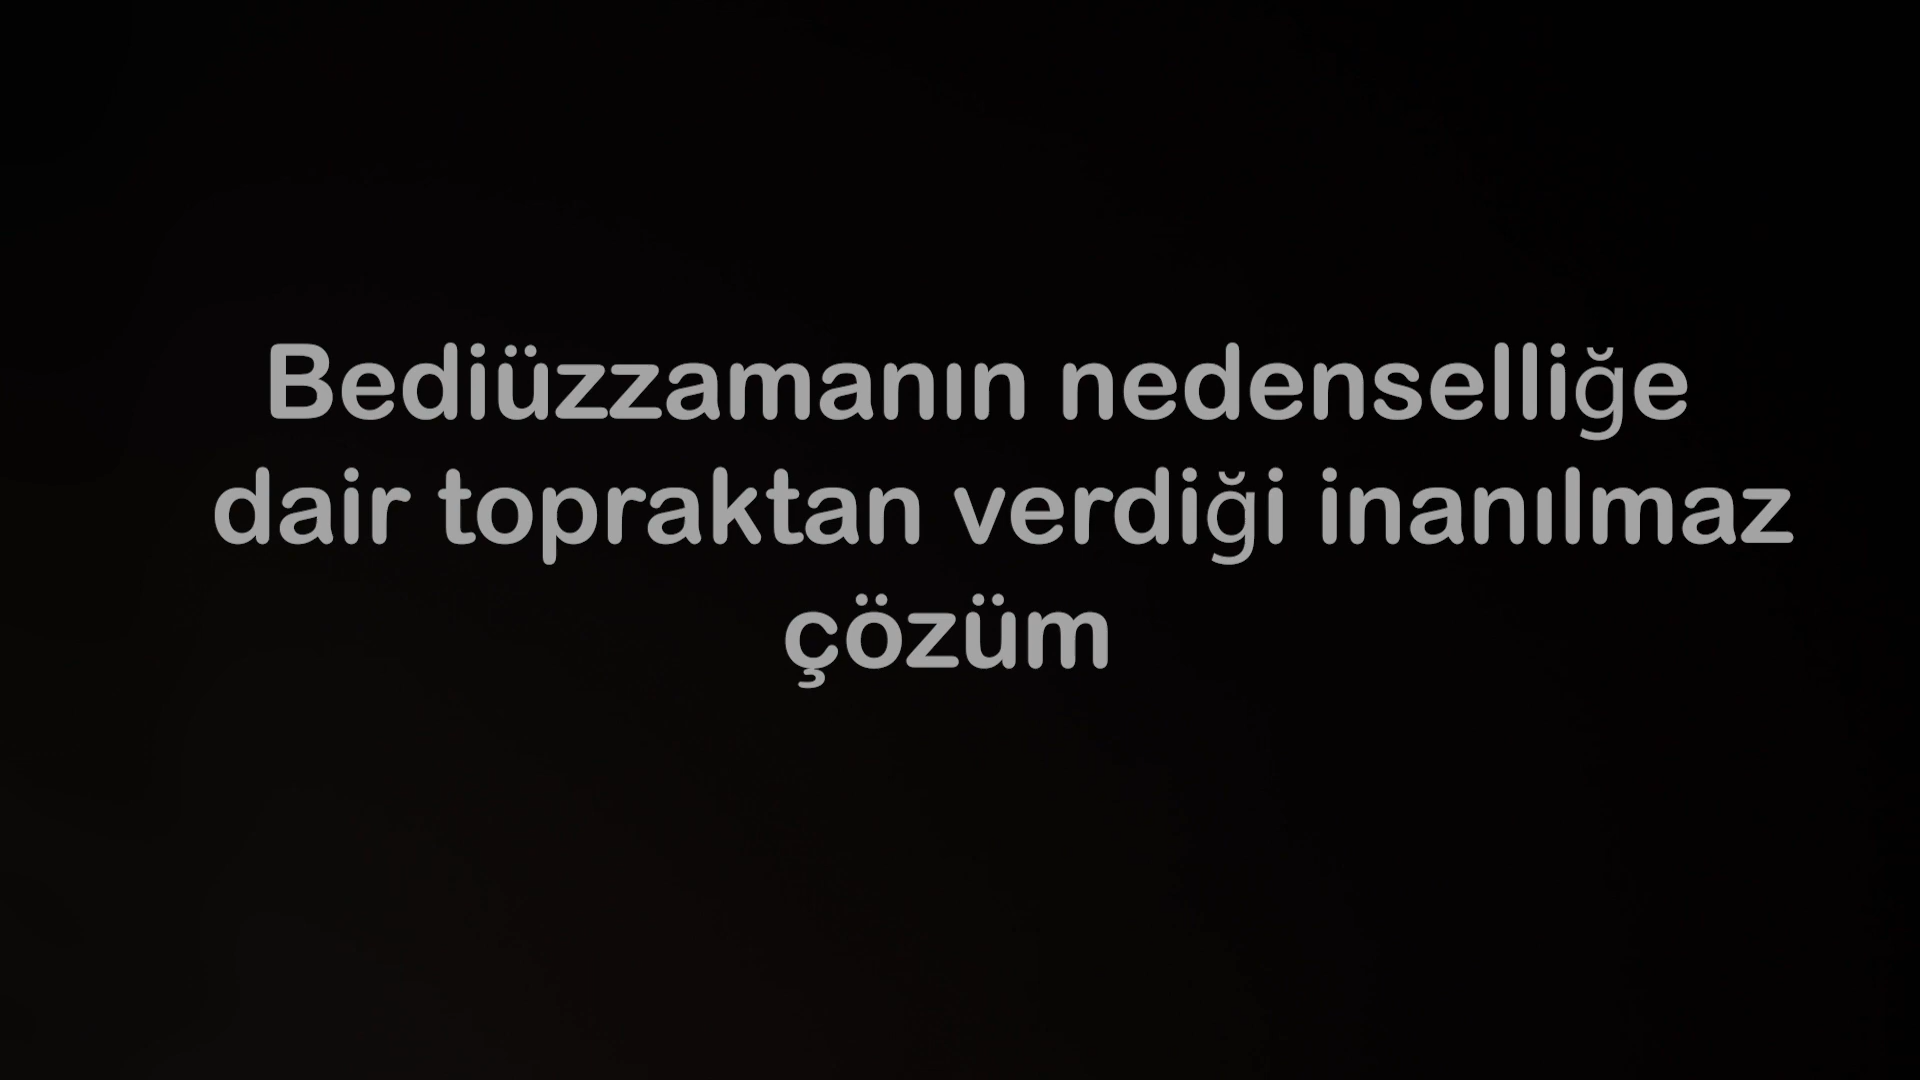 Bediüzzamanın nedenselliğe
dair topraktan verdiği inanılmaz
çözüm